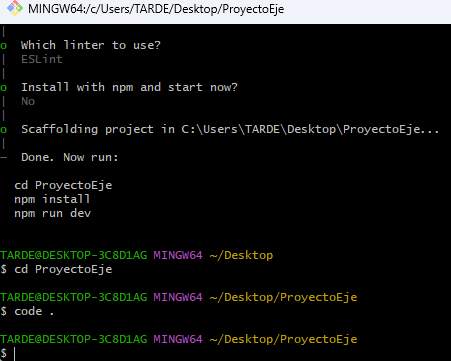 MINGW64:/c/Users/TARDE/Desktop/ProyectoEje
o Which linter to use?
| ESLint
|
o Install with npm and start now?
| No
|
o Scaffolding project in C:\Users\TARDE\Desktop\ProyectoEje...
|
– Done. Now run:
cd ProyectoEje
npm install
npm run dev
TARDE@DESKTOP-3C8D1AG MINGW64 ~/Desktop
$ cd ProyectoEje
TARDE@DESKTOP-3C8D1AG MINGW64 ~/Desktop/ProyectoEje
$ code .
TARDE@DESKTOP-3C8D1AG MINGW64 ~/Desktop/ProyectoEje
$